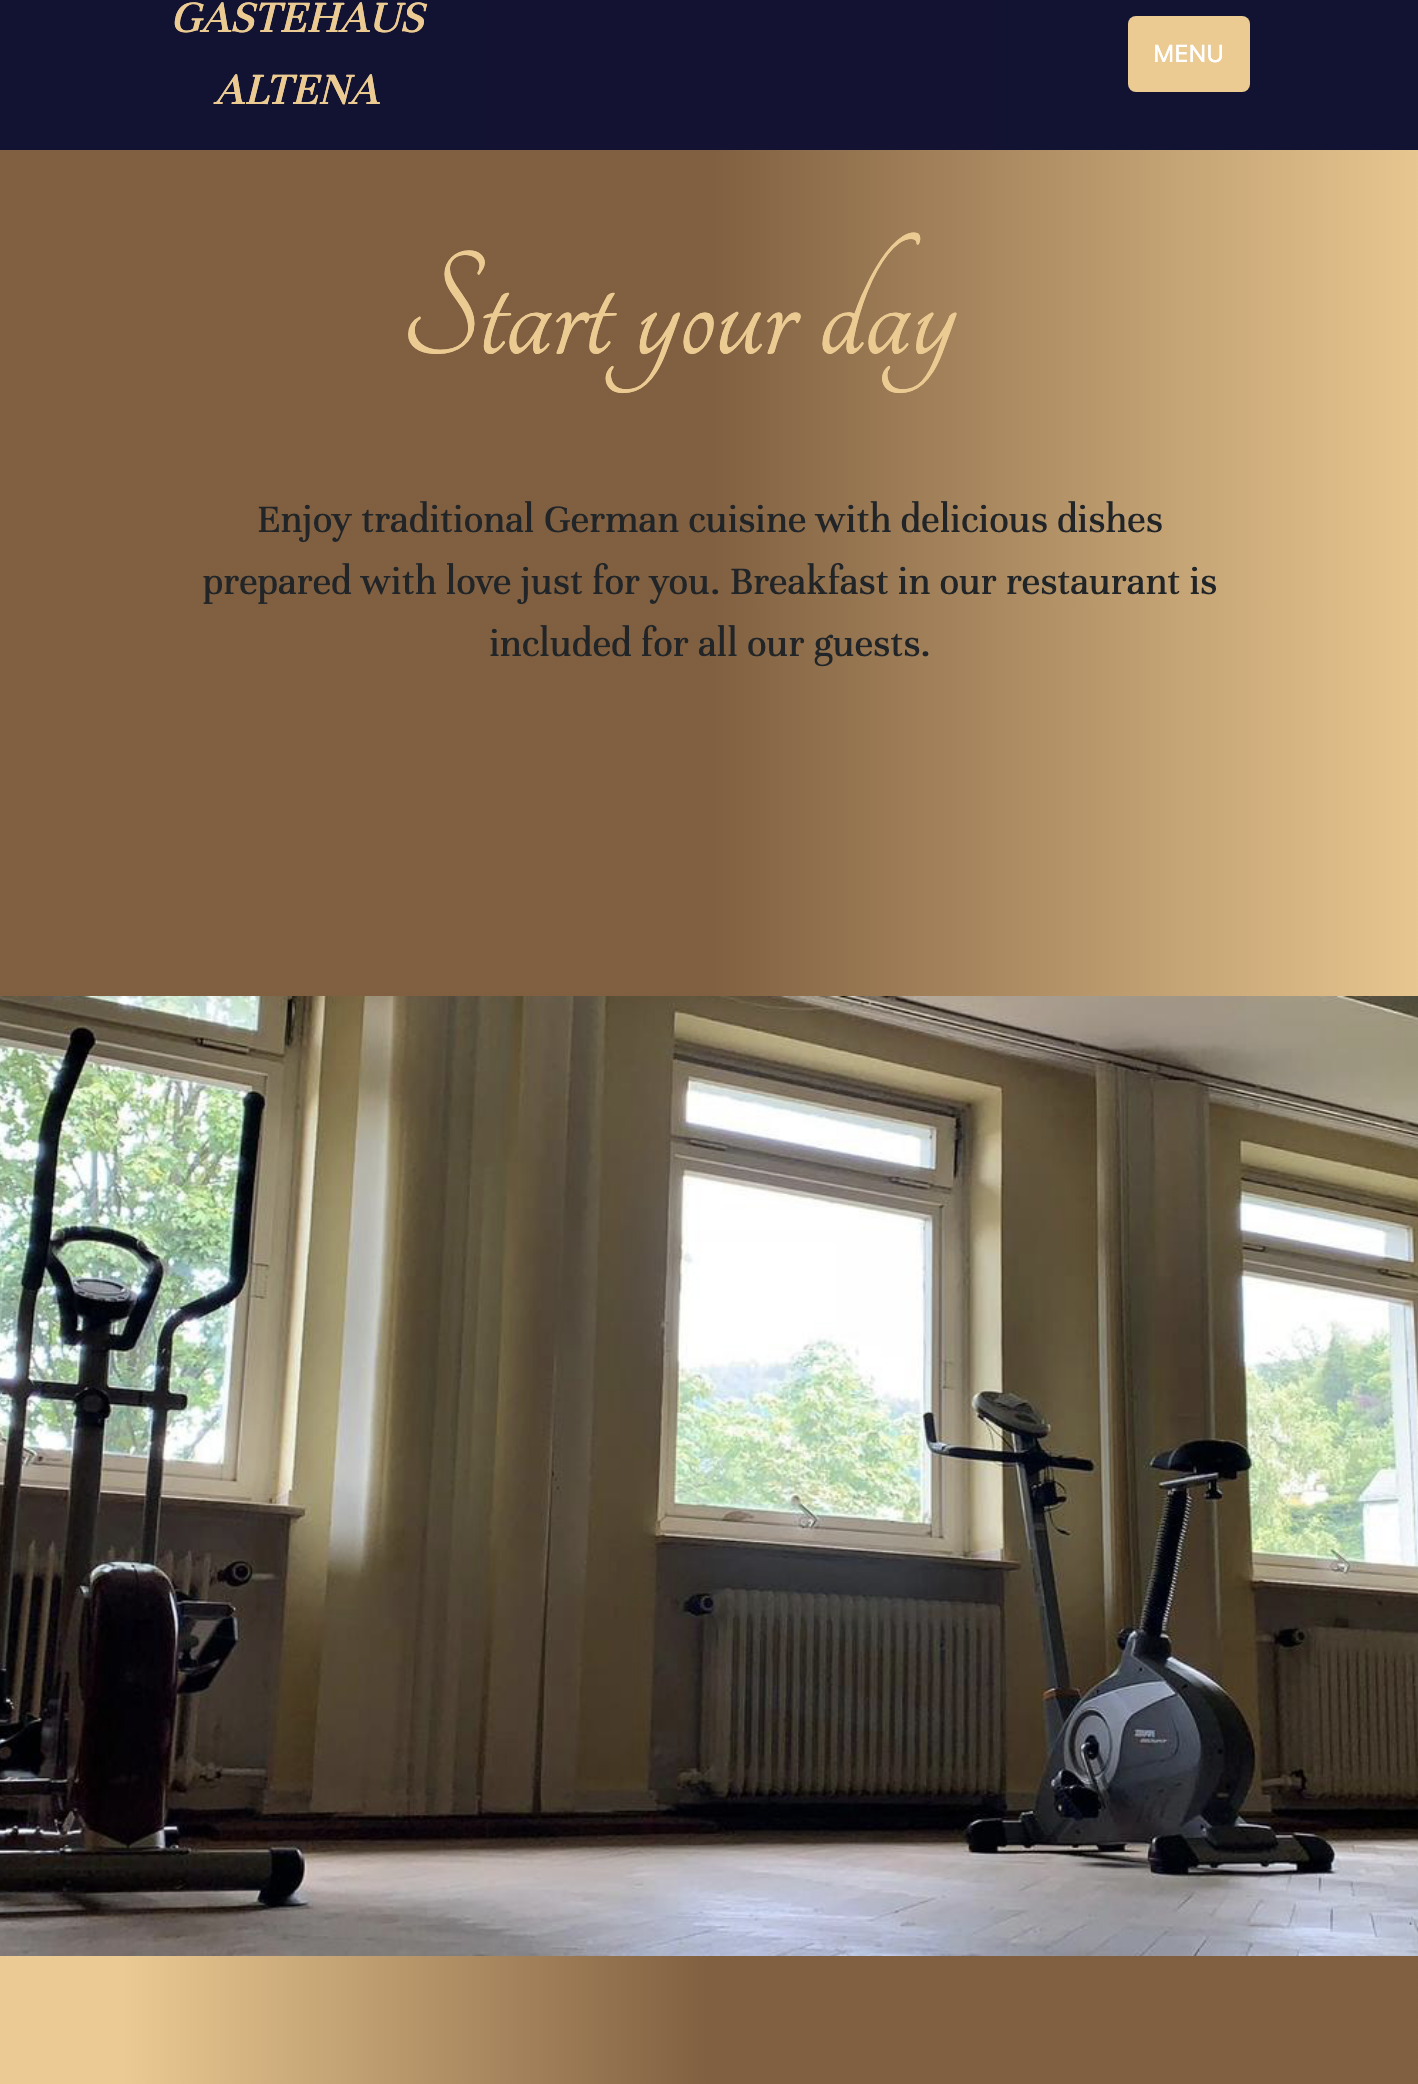 GASTEHAUS
ALTENA
MENU
Start your day
Enjoy traditional German cuisine with delicious dishes
prepared with love just for you. Breakfast in our restaurant is
included for all our guests.